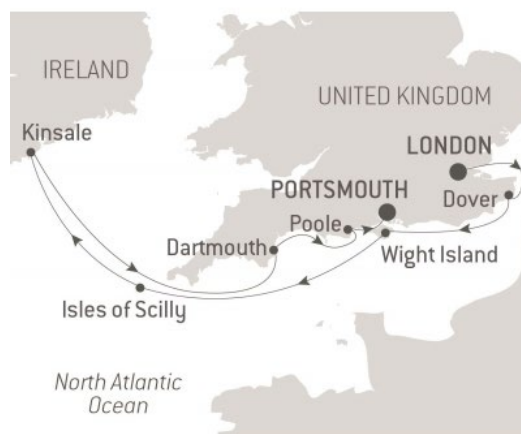 IRELAND
Kinsale
UNITED KINGDOM
LONDON
PORTSMOUTH
Dover
Poole
Dartmouth
Wight Island
Isles of Scilly
North Atlantic
Ocean